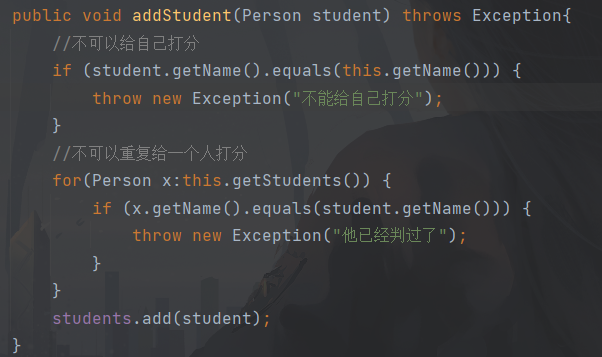 public void addStudent(Person student) throws Exception{
    //不可以给自己打分
    if (student.getName().equals(this.getName())) {
        throw new Exception("不能给自己打分");
    }
    //不可以重复给一个人打分
    for(Person x:this.getStudents()) {
        if (x.getName().equals(student.getName())) {
            throw new Exception("他已经判过了");
        }
    }
    students.add(student);
}